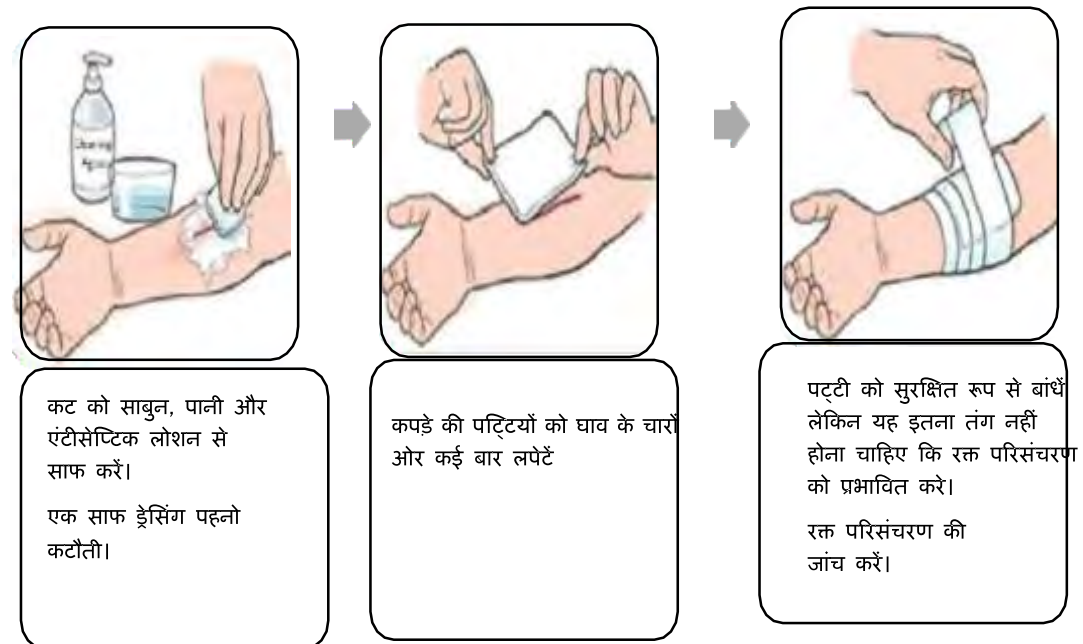 कट को साबुन, पानी और
एंटीसेप्टिक लोशन से
साफ करें।
एक साफ ड्रेसिंग पहनो
कटौती।
कपड़े की पट्टियों को घाव के चारों
ओर कई बार लपेटें
पट्टी को सुरक्षित रूप से बांधें
लेकिन यह इतना तंग नहीं
होना चाहिए कि रक्त परिसंचरण
को प्रभावित करे।
रक्त परिसंचरण की
जांच करें।